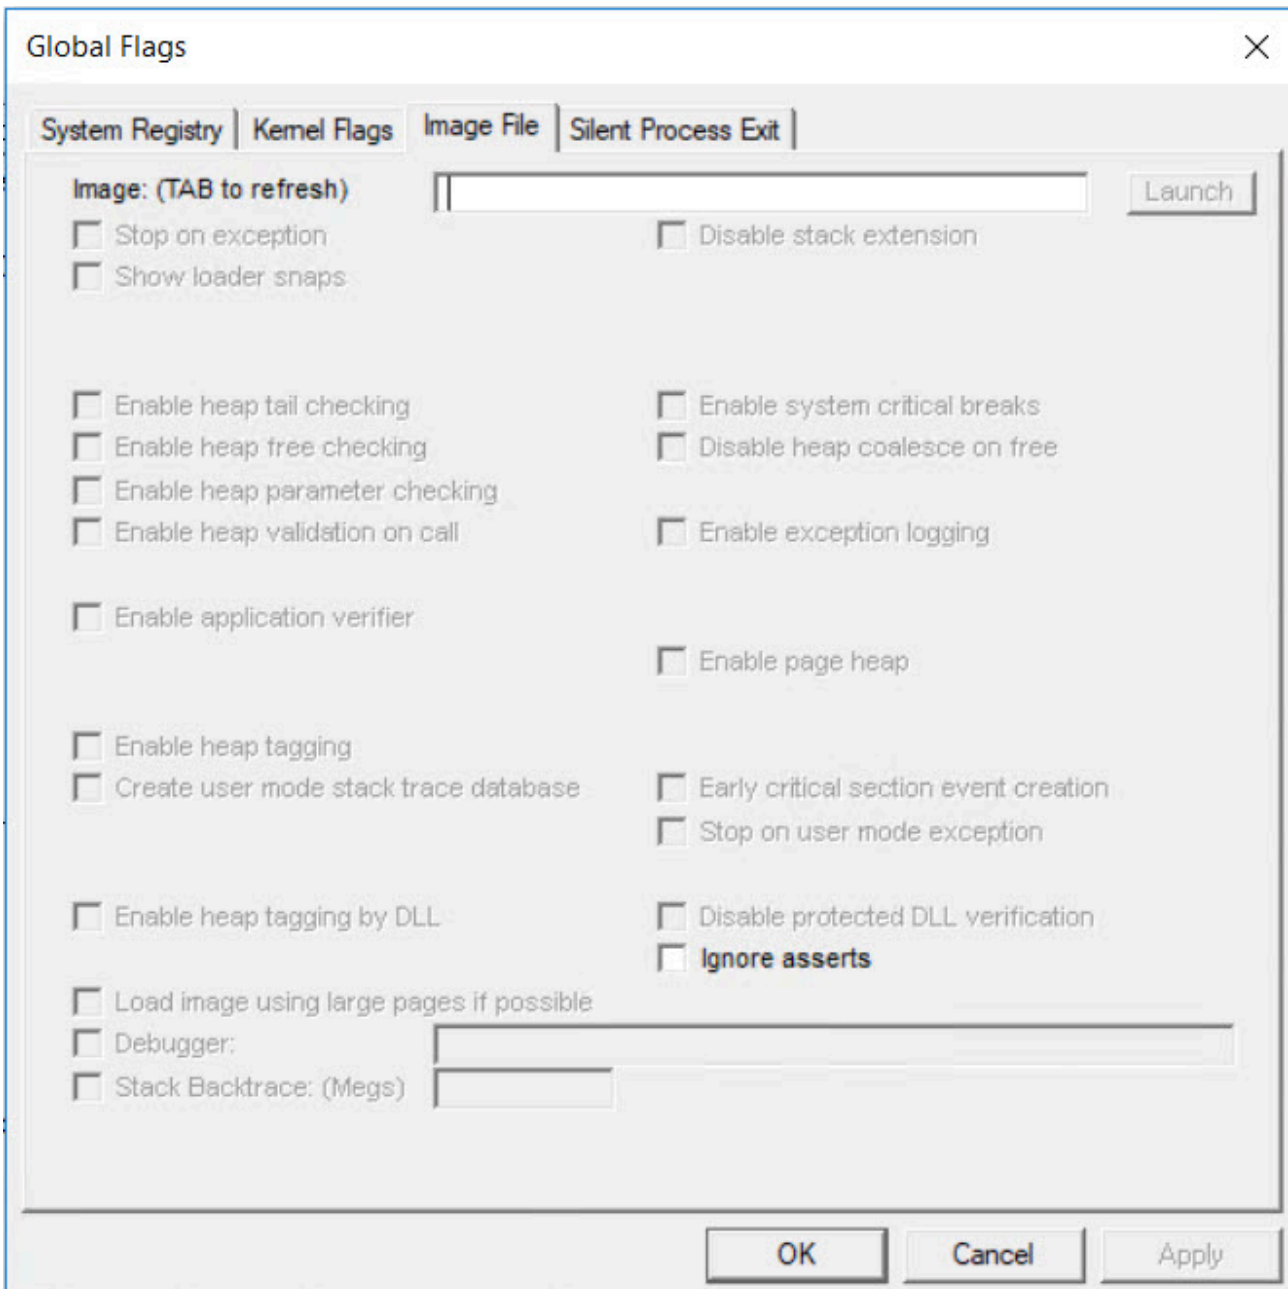 Global Flags
System Registry Kernel Flags Image File Silent Process Exit
Image: (TAB to refresh) Launch
Stop on exception Disable stack extension
Show loader snaps
Enable heap tail checking Enable system critical breaks
Enable heap free checking Disable heap coalesce on free
Enable heap parameter checking
Enable heap validation on call Enable exception logging
Enable application verifier
Enable page heap
Enable heap tagging
Create user mode stack trace database Early critical section event creation
Stop on user mode exception
Enable heap tagging by DLL Disable protected DLL verification
Ignore asserts
Load image using large pages if possible
Debugger:
Stack Backtrace: (Megs)
OK Cancel Apply